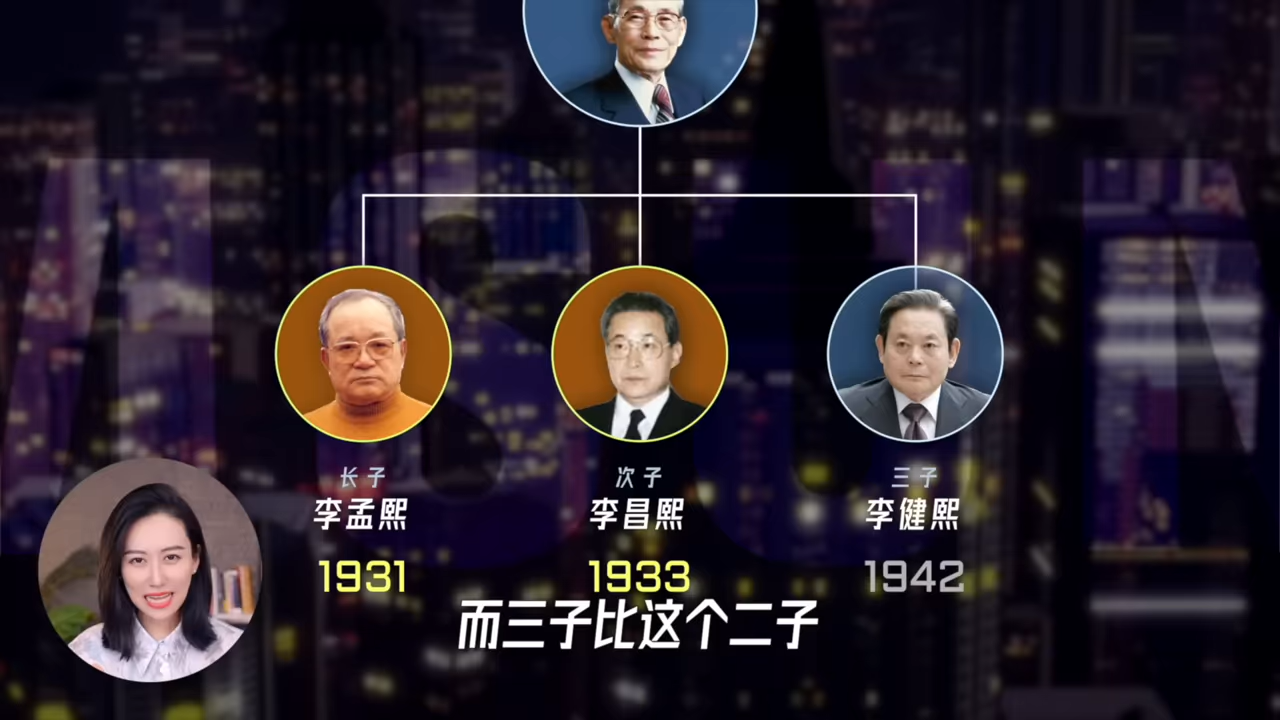 长子
李孟熙
1931
次子
李昌熙
1933
三子
李健熙
1942
而三子比这个二子